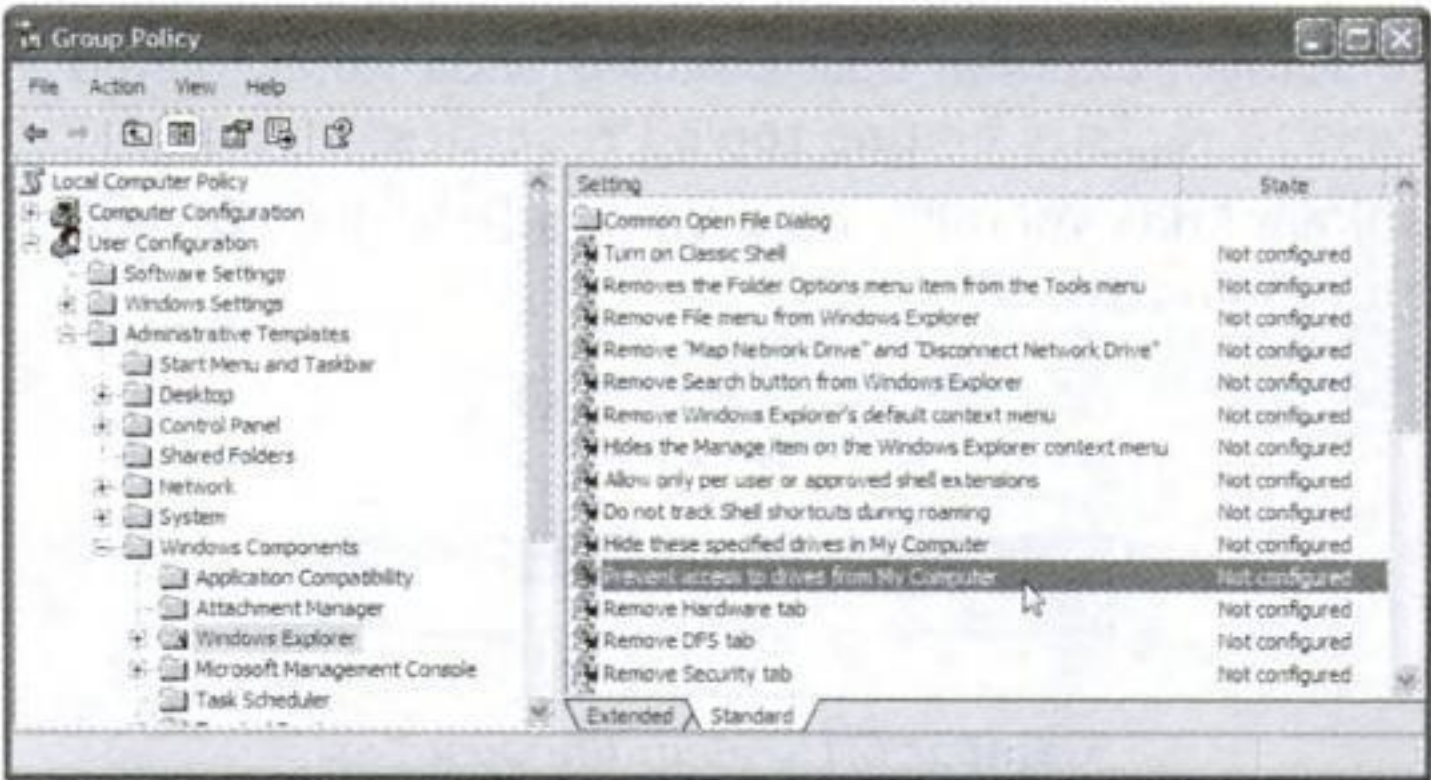 Group Policy
File Action View Help
Local Computer Policy
Computer Configuration
User Configuration
Software Settings
Windows Settings
Administrative Templates
Start Menu and Taskbar
Desktop
Control Panel
Shared Folders
Network
System
Windows Components
Application Compatibility
Attachment Manager
Windows Explorer
Microsoft Management Console
Task Scheduler
Setting State
Common Open File Dialog
Turn on Classic Shell Not configured
Removes the Folder Options menu item from the Tools menu Not configured
Remove File menu from Windows Explorer Not configured
Remove "Map Network Drive" and "Disconnect Network Drive" Not configured
Remove Search button from Windows Explorer Not configured
Remove Windows Explorer's default context menu Not configured
Hides the Manage item on the Windows Explorer context menu Not configured
Allow only per user or approved shell extensions Not configured
Do not track Shell shortcuts during roaming Not configured
Hide these specified drives in My Computer Not configured
Prevent access to drives from My Computer Not configured
Remove Hardware tab Not configured
Remove DFS tab Not configured
Remove Security tab Not configured
Extended Standard